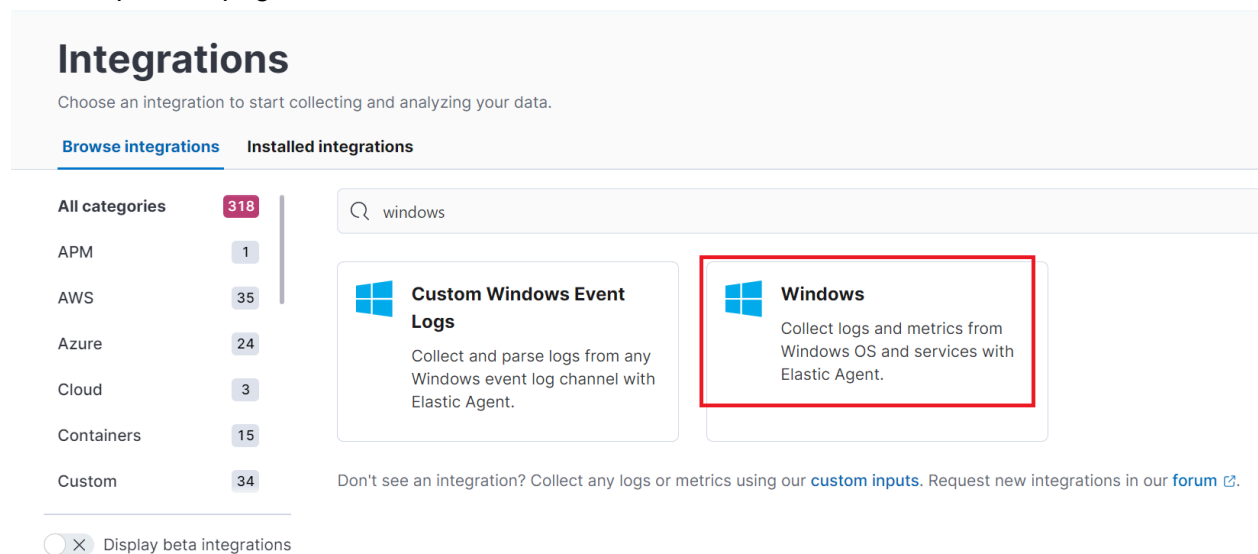 Integrations
Choose an integration to start collecting and analyzing your data.
Browse integrations Installed integrations
All categories 318
APM 1
AWS 35
Azure 24
Cloud 3
Containers 15
Custom 34
Display beta integrations
windows
Custom Windows Event
Logs
Collect and parse logs from any
Windows event log channel with
Elastic Agent.
Windows
Collect logs and metrics from
Windows OS and services with
Elastic Agent.
Don't see an integration? Collect any logs or metrics using our custom inputs. Request new integrations in our forum.